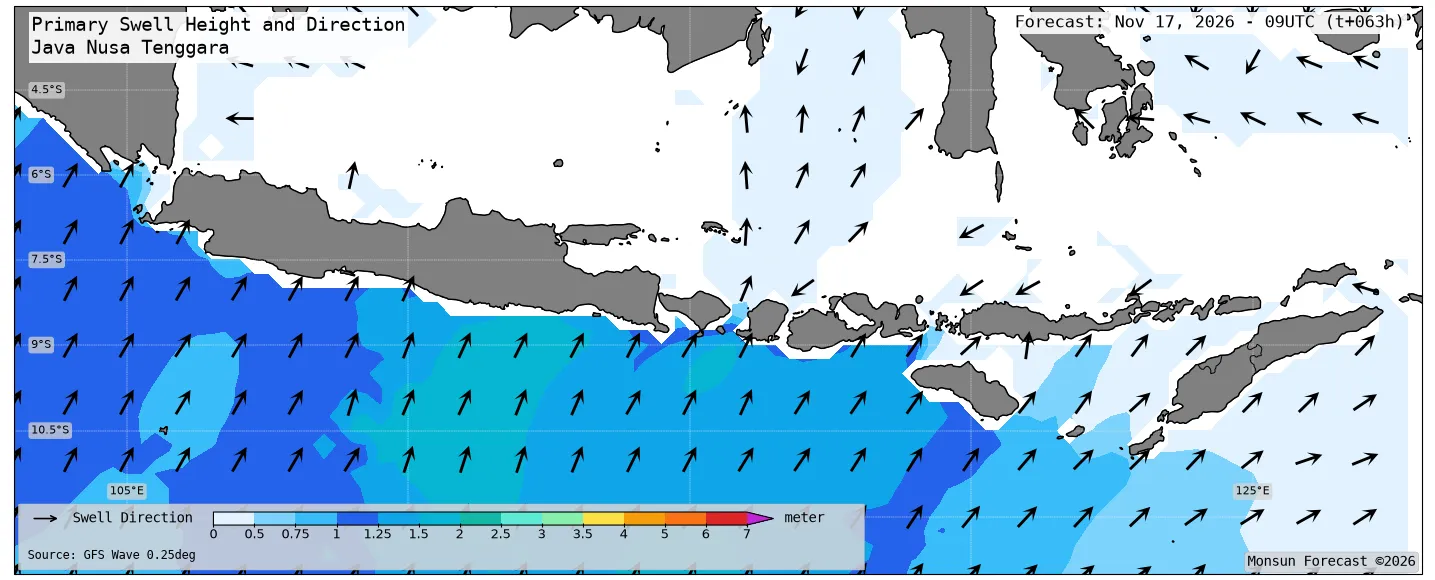 Primary Swell Height and Direction
Java Nusa Tenggara
Forecast: Nov 17, 2026 - 09UTC (t+063h)
4.5°S
6°S
7.5°S
9°S
10.5°S
105°E
125°E
Swell Direction
0 0.5 0.75 1 1.25 1.5 2 2.5 3 3.5 4 5 6 7
meter
Source: GFS Wave 0.25deg
Monsun Forecast ©2026